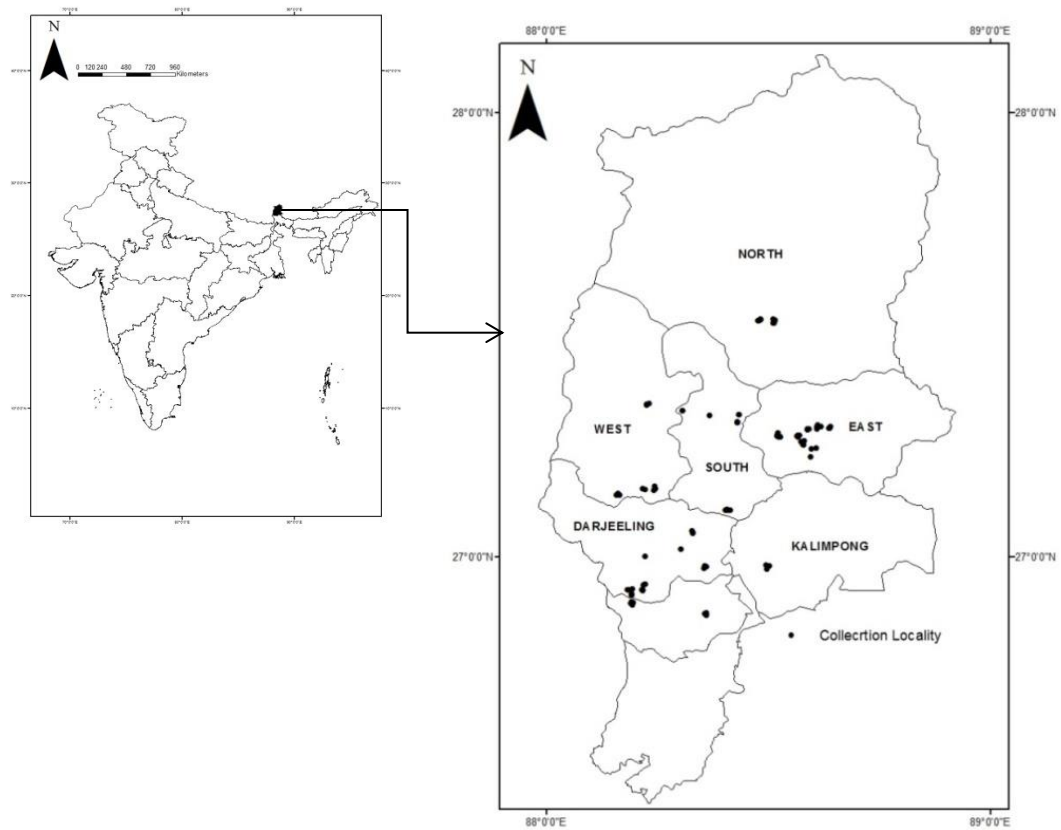 N
0 120 240 480 720 960
Kilometers
88°0'0"E 89°0'0"E
N
28°0'0"N 28°0'0"N
NORTH
WEST
EAST
SOUTH
DARJEELING
KALIMPONG
27°0'0"N 27°0'0"N
Collecrtion Locality
88°0'0"E 89°0'0"E